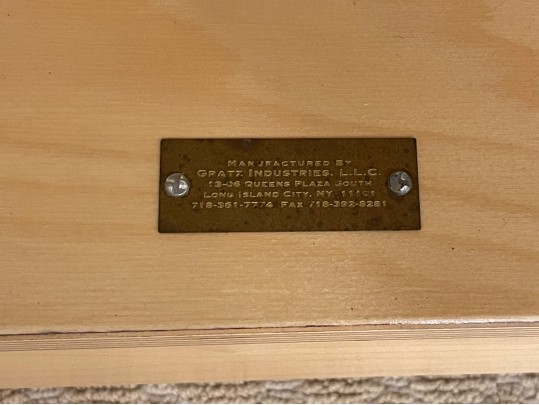 Manufactured By
Gratz Industries, L.L.C.
13-06 Queens Plaza South
Long Island City, NY. 11101
718-361-7774 Fax 718-392-8281